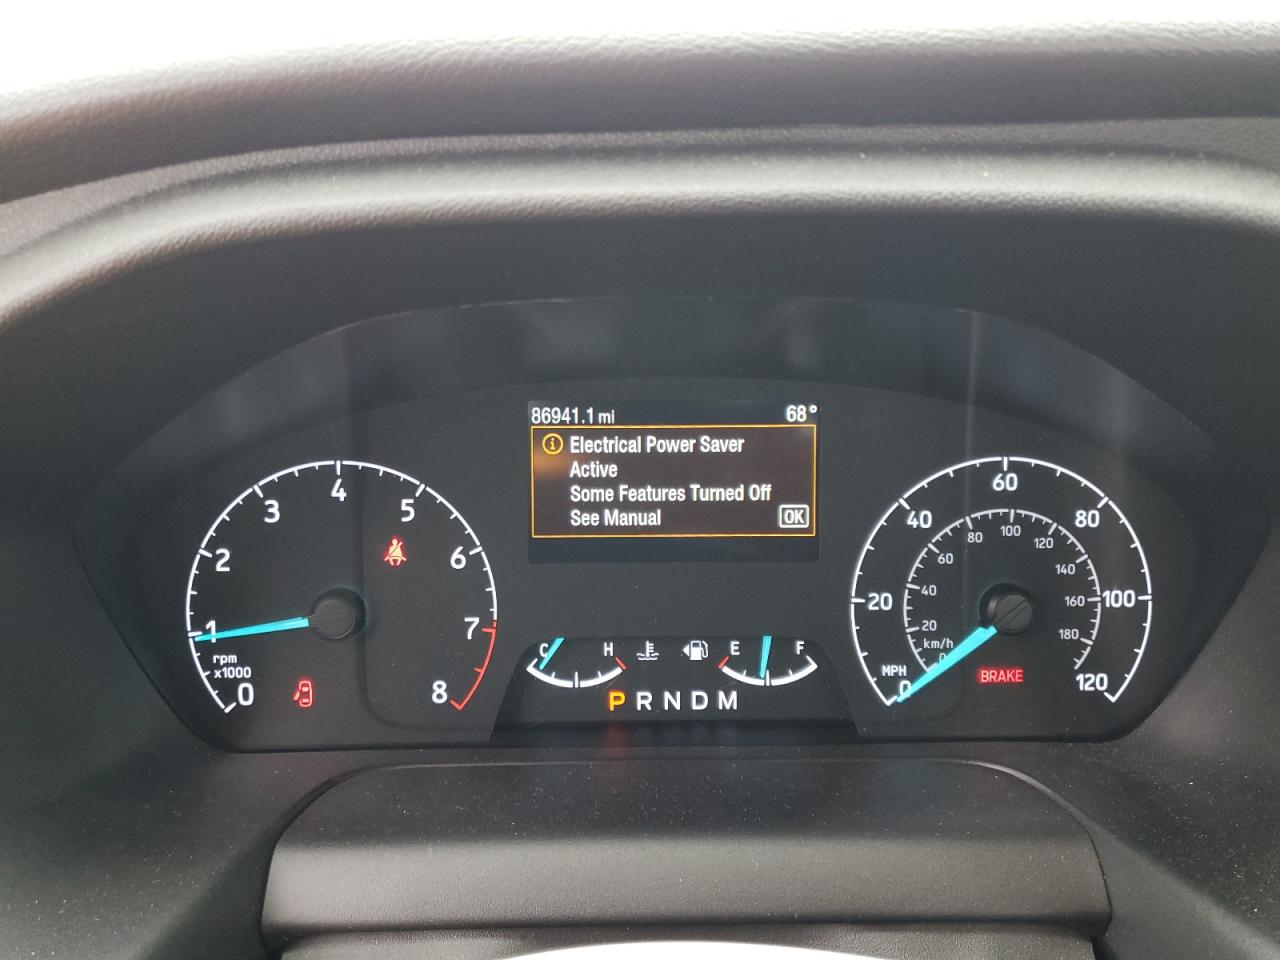 86941.1 mi 68°
Electrical Power Saver
Active
Some Features Turned Off
See Manual OK
0
1
2
3
4
5
6
7
8
rpm
x1000
C H E F
P R N D M
0
20
40
60
80
100
120
MPH
0
20
40
60
80
100
120
140
160
180
km/h
BRAKE